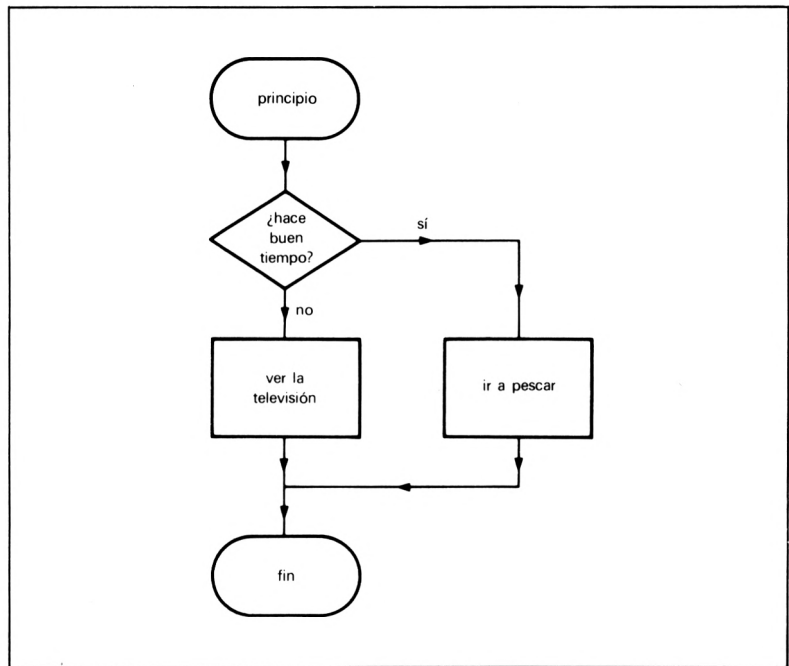 principio
¿hace
buen
tiempo?
sí
no
ver la
televisión
ir a pescar
fin